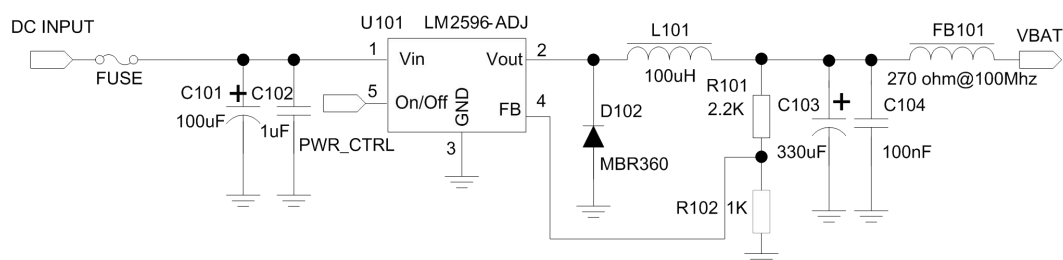 U101 LM2596-ADJ
DC INPUT
FUSE
1
Vin
Vout
2
L101
100uH
FB101
VBAT
270 ohm@100Mhz
C101 +
100uF
C102
1uF
5
On/Off
GND
FB
4
PWR_CTRL
3
D102
MBR360
R101
2.2K
C103 +
330uF
C104
100nF
R102 1K